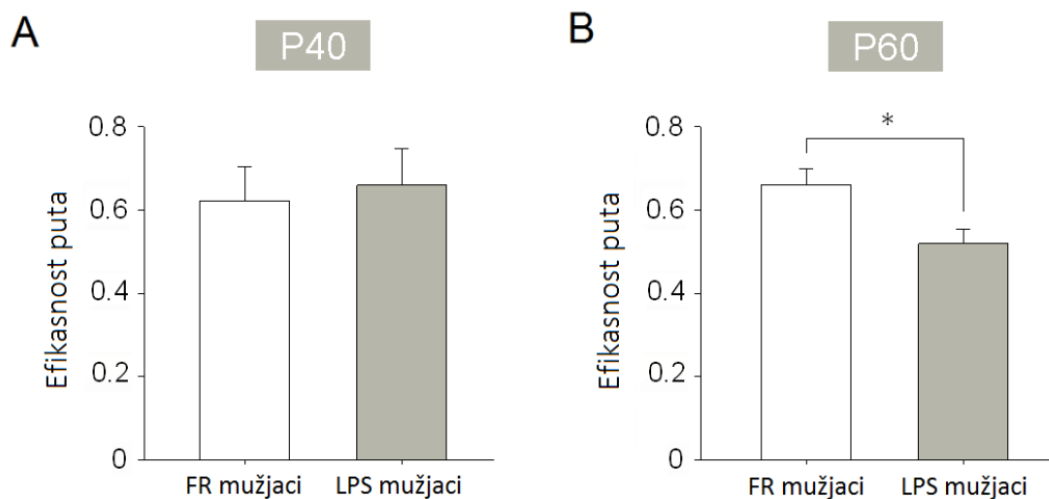 A
P40
Efikasnost puta
0.8
0.6
0.4
0.2
0
FR mužjaci
LPS mužjaci
B
P60
Efikasnost puta
0.8
0.6
0.4
0.2
0
*
FR mužjaci
LPS mužjaci